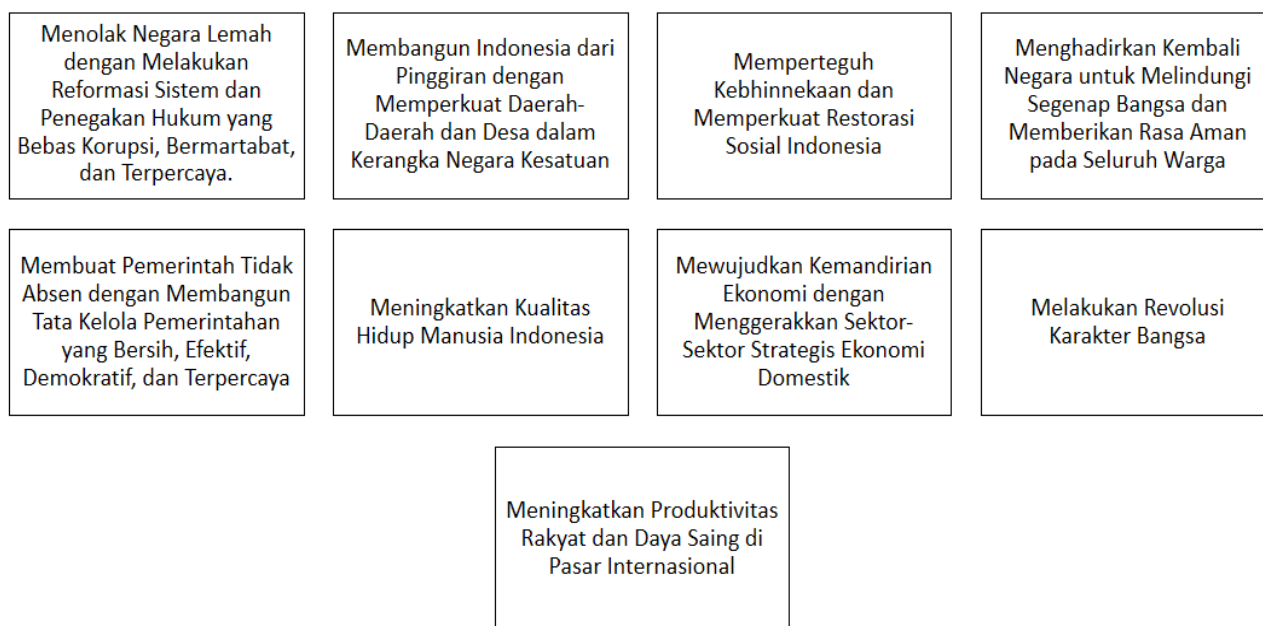 Menolak Negara Lemah
dengan Melakukan
Reformasi Sistem dan
Penegakan Hukum yang
Bebas Korupsi, Bermartabat,
dan Terpercaya.
Membangun Indonesia dari
Pinggiran dengan
Memperkuat Daerah-
Daerah dan Desa dalam
Kerangka Negara Kesatuan
Memperteguh
Kebhinnekaan dan
Memperkuat Restorasi
Sosial Indonesia
Menghadirkan Kembali
Negara untuk Melindungi
Segenap Bangsa dan
Memberikan Rasa Aman
pada Seluruh Warga
Membuat Pemerintah Tidak
Absen dengan Membangun
Tata Kelola Pemerintahan
yang Bersih, Efektif,
Demokratif, dan Terpercaya
Meningkatkan Kualitas
Hidup Manusia Indonesia
Mewujudkan Kemandirian
Ekonomi dengan
Menggerakkan Sektor-
Sektor Strategis Ekonomi
Domestik
Melakukan Revolusi
Karakter Bangsa
Meningkatkan Produktivitas
Rakyat dan Daya Saing di
Pasar Internasional